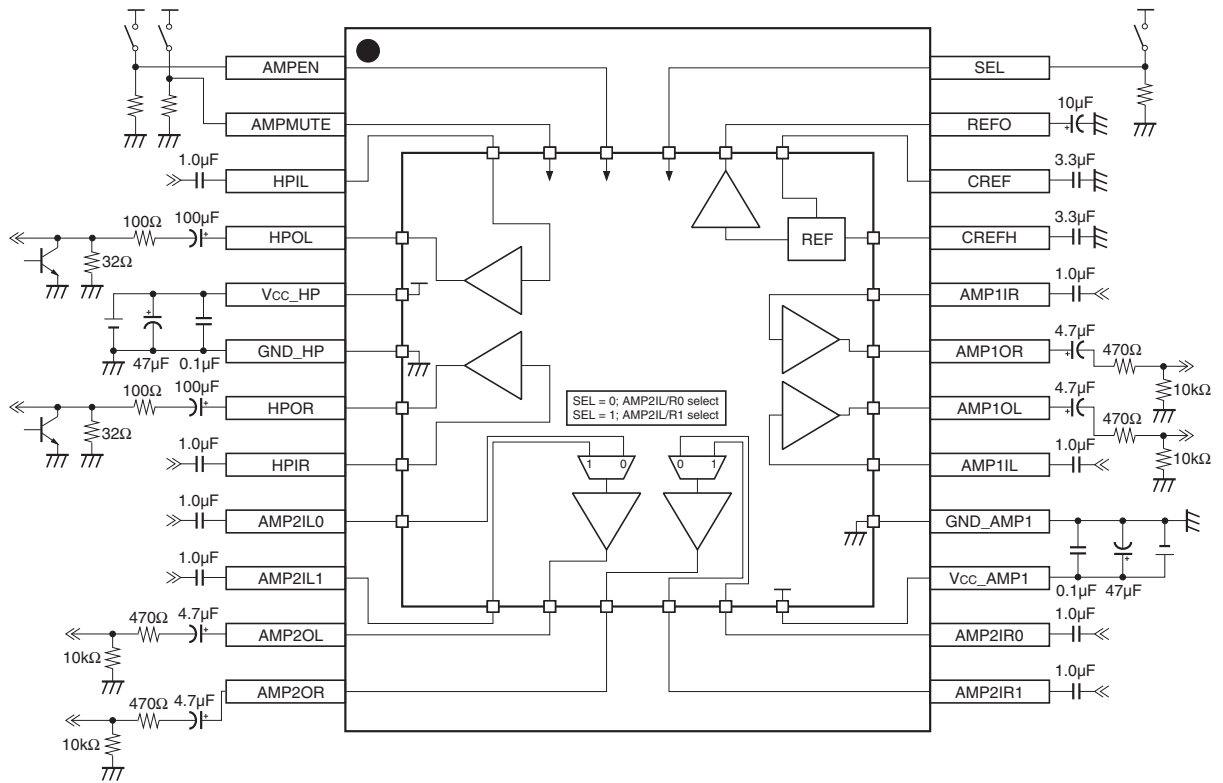 AMPEN
AMPMUTE
1.0µF
HPIL
100Ω
100µF
HPOL
32Ω
Vcc_HP
GND_HP
47µF
0.1µF
100Ω
100µF
HPOR
32Ω
1.0µF
HPIR
1.0µF
AMP2IL0
1.0µF
AMP2IL1
470Ω
4.7µF
AMP2OL
10kΩ
470Ω
4.7µF
AMP2OR
10kΩ
REF
SEL = 0; AMP2IL/R0 select
SEL = 1; AMP2IL/R1 select
1 0
0 1
SEL
10µF
REFO
3.3µF
CREF
3.3µF
CREFH
1.0µF
AMP1IR
4.7µF
470Ω
AMP1OR
10kΩ
4.7µF
AMP1OL
470Ω
1.0µF
AMP1IL
10kΩ
GND_AMP1
Vcc_AMP1
0.1µF
47µF
1.0µF
AMP2IR0
1.0µF
AMP2IR1